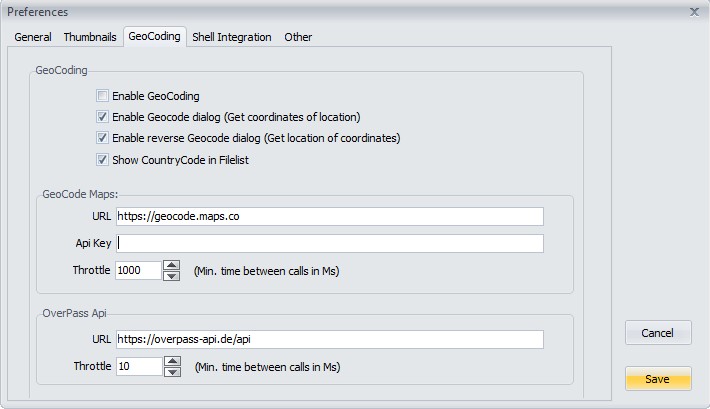 Preferences
General Thumbnails GeoCoding Shell Integration Other
GeoCoding
Enable GeoCoding
Enable Geocode dialog (Get coordinates of location)
Enable reverse Geocode dialog (Get location of coordinates)
Show CountryCode in Filelist
GeoCode Maps:
URL https://geocode.maps.co
Api Key
Throttle 1000 (Min. time between calls in Ms)
OverPass Api
URL https://overpass-api.de/api
Throttle 10 (Min. time between calls in Ms)
Cancel
Save